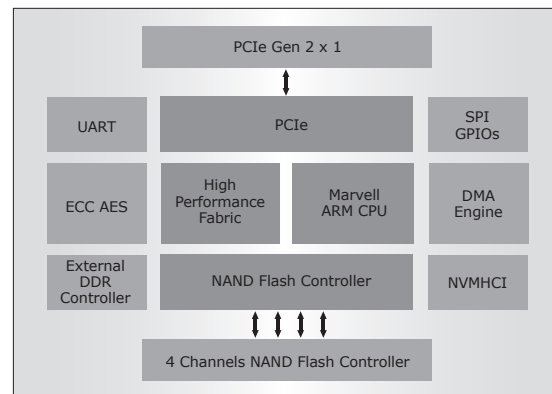 PCIe Gen 2 x 1
UART
PCIe
SPI
GPIOs
ECC AES
High
Performance
Fabric
Marvell
ARM CPU
DMA
Engine
External
DDR
Controller
NAND Flash Controller
NVMHCI
4 Channels NAND Flash Controller